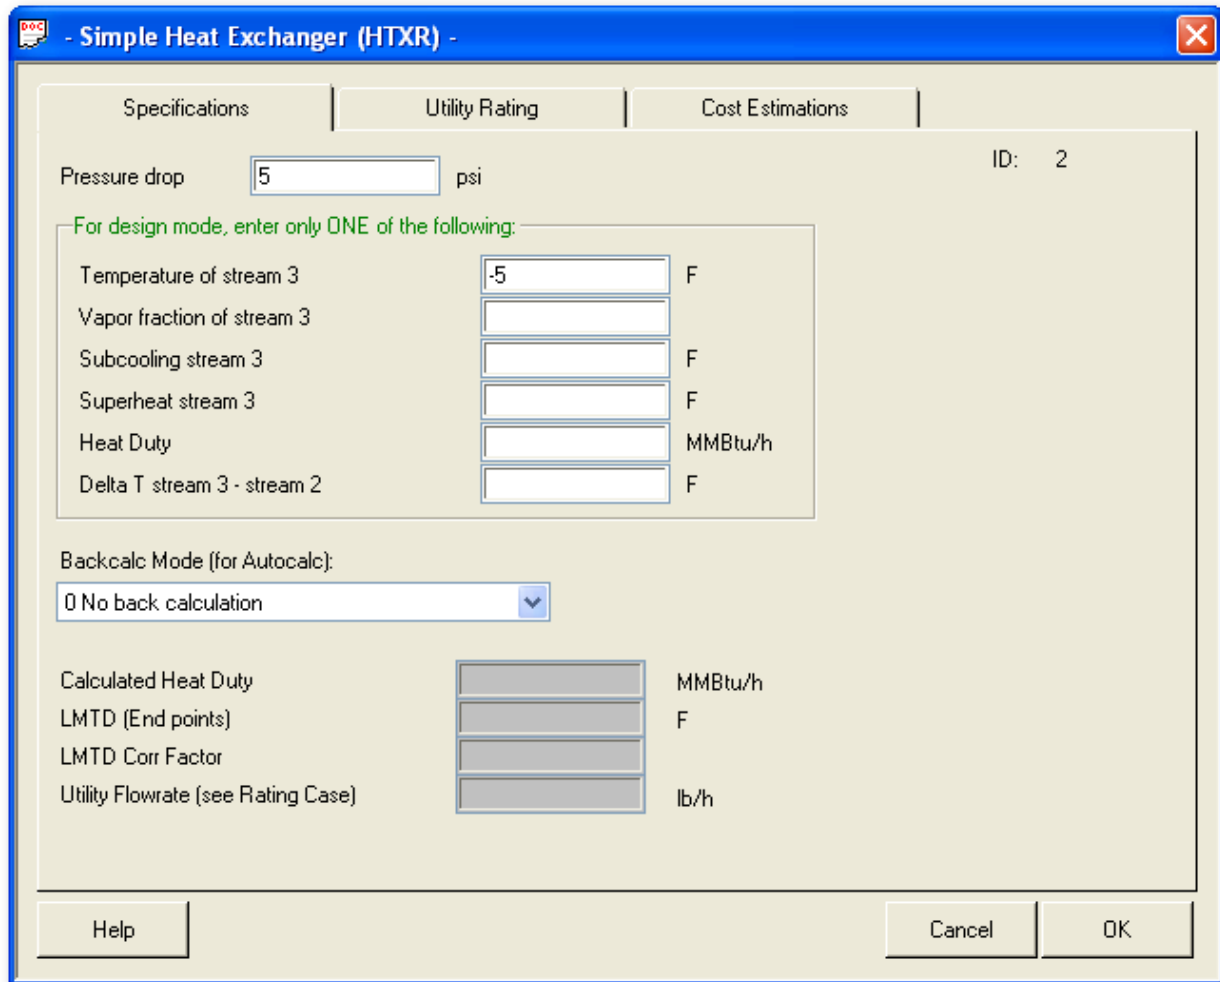 DOC
- Simple Heat Exchanger (HTXR) -
Specifications
Utility Rating
Cost Estimations
ID: 2
Pressure drop 5 psi
For design mode, enter only ONE of the following:
Temperature of stream 3 -5 F
Vapor fraction of stream 3
Subcooling stream 3 F
Superheat stream 3 F
Heat Duty MMBtu/h
Delta T stream 3 - stream 2 F
Backcalc Mode (for Autocalc):
0 No back calculation
Calculated Heat Duty MMBtu/h
LMTD (End points) F
LMTD Corr Factor
Utility Flowrate (see Rating Case) lb/h
Help
Cancel
OK